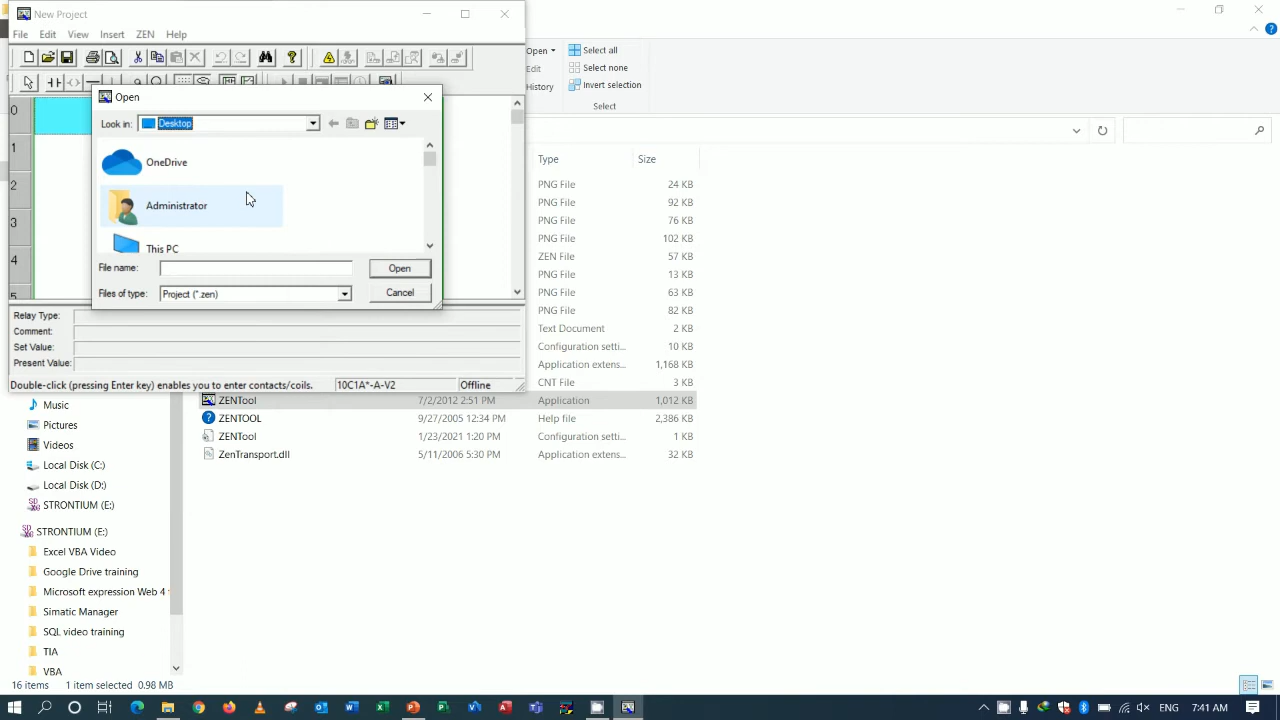 New Project
File Edit View Insert ZEN Help
Open
Look in: Desktop
OneDrive
Administrator
This PC
File name:
Open
Files of type: Project (*.zen)
Cancel
0
1
2
3
4
5
Relay Type:
Comment:
Set Value:
Present Value:
Double-click (pressing Enter key) enables you to enter contacts/coils. 10C1A*-A-V2 Offline
Open
Edit
History
Select all
Select none
Invert selection
Select
Type Size
PNG File 24 KB
PNG File 92 KB
PNG File 76 KB
PNG File 102 KB
ZEN File 57 KB
PNG File 13 KB
PNG File 63 KB
PNG File 82 KB
Text Document 2 KB
Configuration setti... 10 KB
Application extens... 1,168 KB
CNT File 3 KB
ZENTool 7/2/2012 2:51 PM Application 1,012 KB
ZENTOOL 9/27/2005 12:34 PM Help file 2,386 KB
ZENTool 1/23/2021 1:20 PM Configuration setti... 1 KB
ZenTransport.dll 5/11/2006 5:30 PM Application extens... 32 KB
Music
Pictures
Videos
Local Disk (C:)
Local Disk (D:)
STRONTIUM (E:)
STRONTIUM (E:)
Excel VBA Video
Google Drive training
Microsoft expression Web 4
Simatic Manager
SQL video training
TIA
VBA
16 items 1 item selected 0.98 MB
ENG 7:41 AM